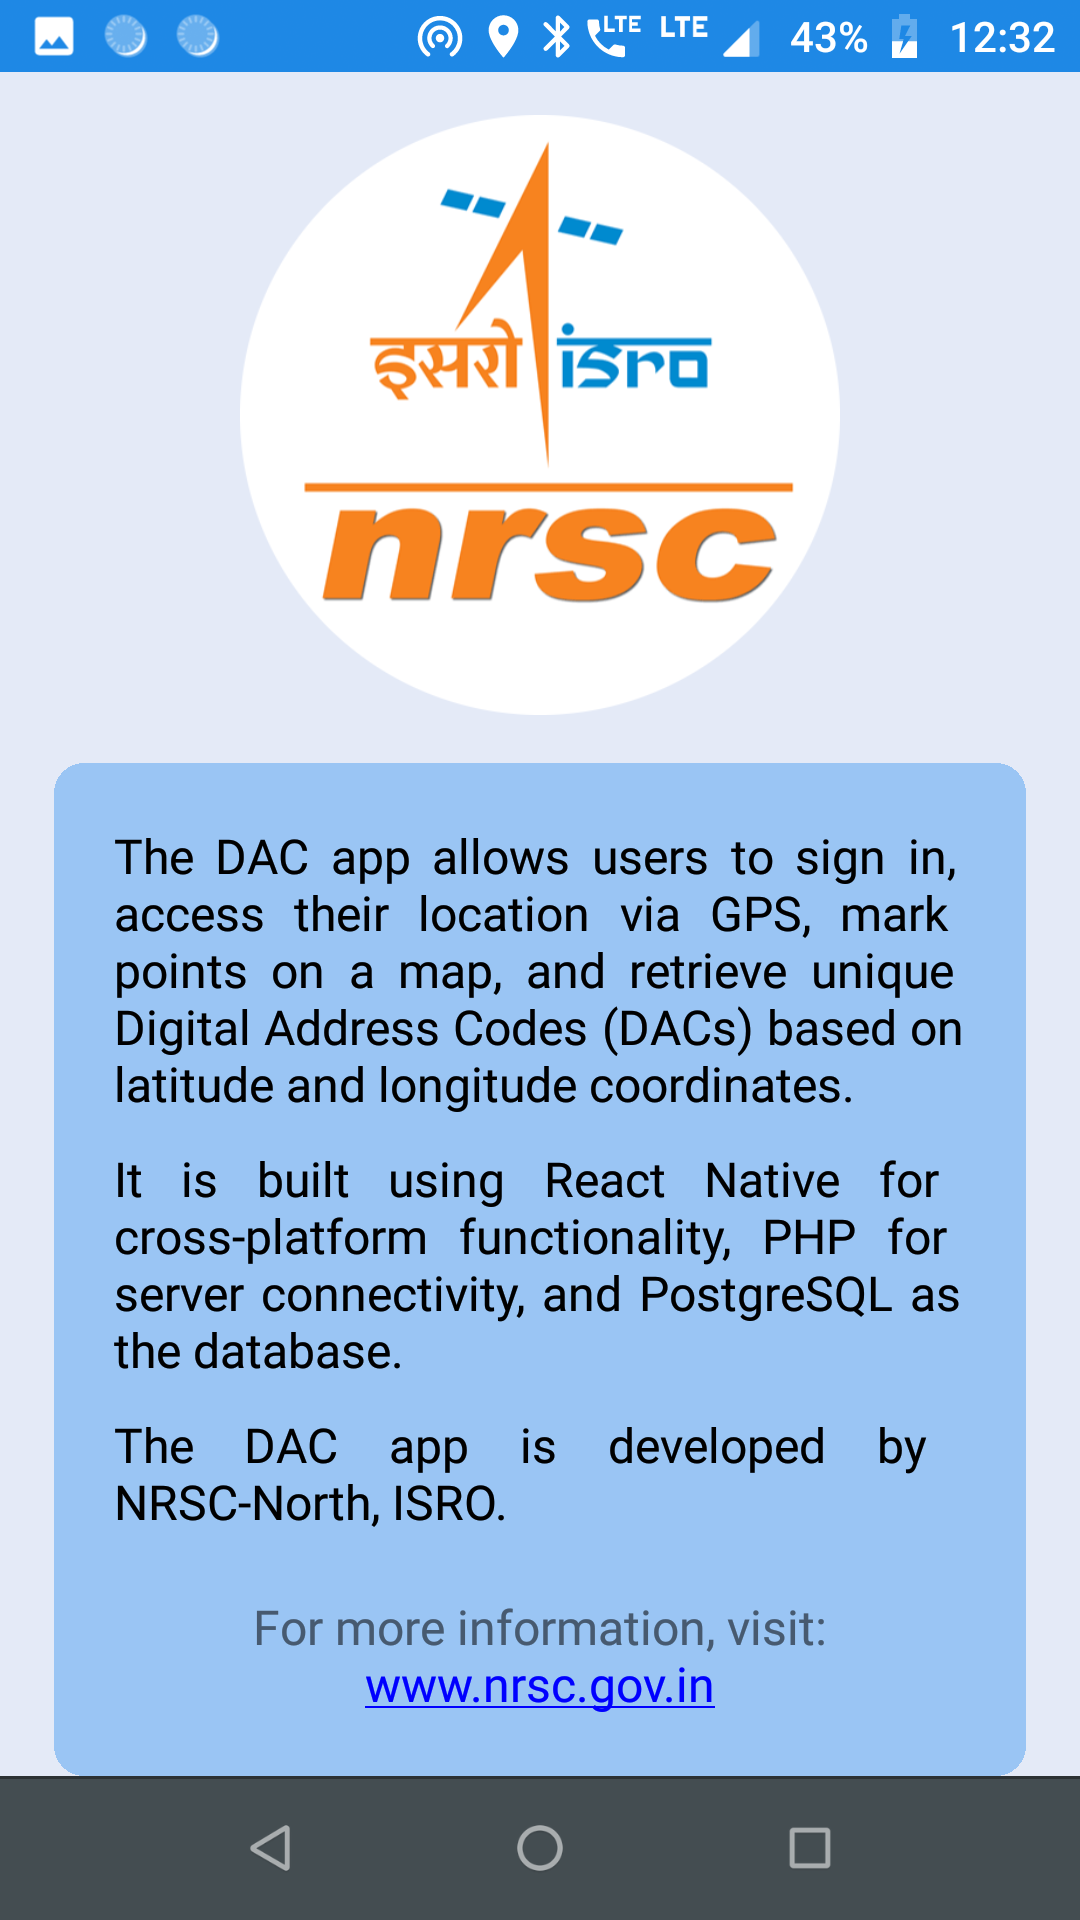 LTE LTE 43% 12:32
इसरो isro
nrsc
The DAC app allows users to sign in,
access their location via GPS, mark
points on a map, and retrieve unique
Digital Address Codes (DACs) based on
latitude and longitude coordinates.
It is built using React Native for
cross-platform functionality, PHP for
server connectivity, and PostgreSQL as
the database.
The DAC app is developed by
NRSC-North, ISRO.
For more information, visit:
www.nrsc.gov.in